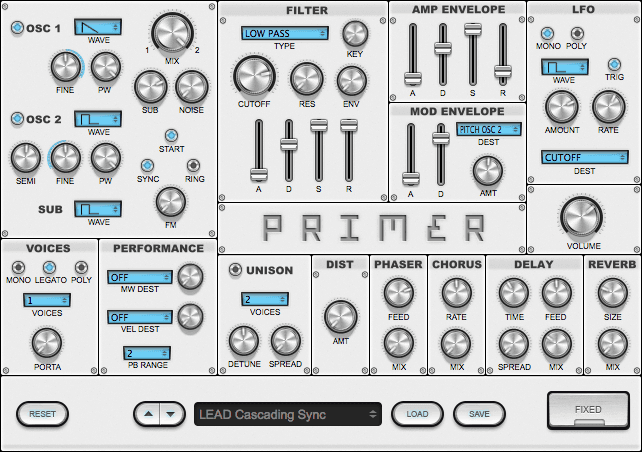 OSC 1
WAVE
1 2
MIX
FINE PW
SUB NOISE
OSC 2
WAVE
START
SEMI FINE PW
SYNC RING
SUB
WAVE
FM
FILTER
LOW PASS
TYPE
KEY
CUTOFF RES ENV
A D S R
AMP ENVELOPE
A D S R
MOD ENVELOPE
PITCH OSC 2
DEST
A D
AMT
LFO
MONO POLY
WAVE
TRIG
AMOUNT RATE
CUTOFF
DEST
PRIMER
VOLUME
VOICES
MONO LEGATO POLY
1
VOICES
PORTA
PERFORMANCE
OFF
MW DEST
OFF
VEL DEST
2
PB RANGE
UNISON
2
VOICES
DETUNE SPREAD
DIST
AMT
PHASER
FEED
MIX
CHORUS
RATE
MIX
DELAY
TIME FEED
SPREAD MIX
REVERB
SIZE
MIX
RESET
LEAD Cascading Sync
LOAD
SAVE
FIXED